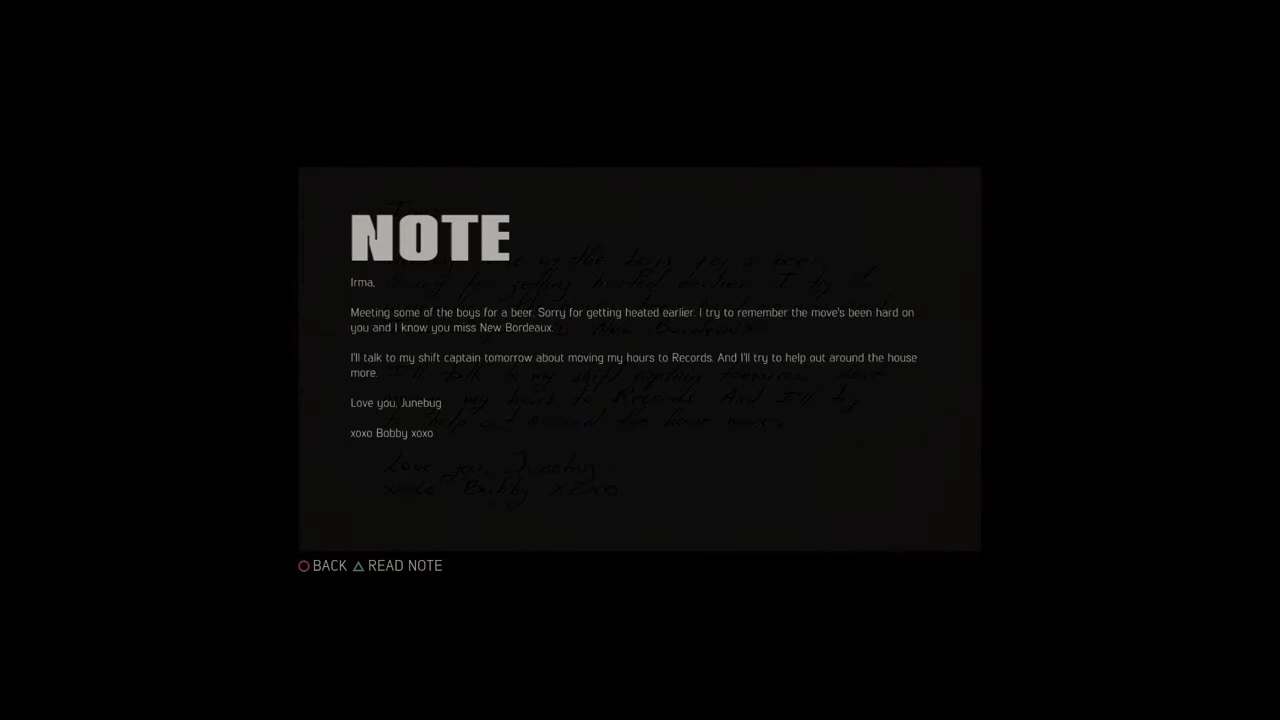 NOTE
Irma,
Meeting some of the boys for a beer. Sorry for getting heated earlier. I try to remember the move's been hard on
you and I know you miss New Bordeaux.
I'll talk to my shift captain tomorrow about moving my hours to Records. And I'll try to help out around the house
more.
Love you, Junebug
xoxo Bobby xoxo
BACK READ NOTE